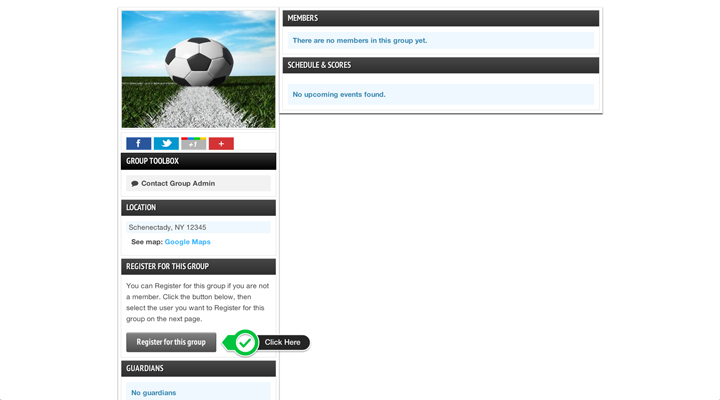 MEMBERS
There are no members in this group yet.
SCHEDULE & SCORES
No upcoming events found.
f
+1
+
GROUP TOOLBOX
Contact Group Admin
LOCATION
Schenectady, NY 12345
See map: Google Maps
REGISTER FOR THIS GROUP
You can Register for this group if you are not
a member. Click the button below, then
select the user you want to Register for this
group on the next page.
Register for this group
Click Here
GUARDIANS
No guardians